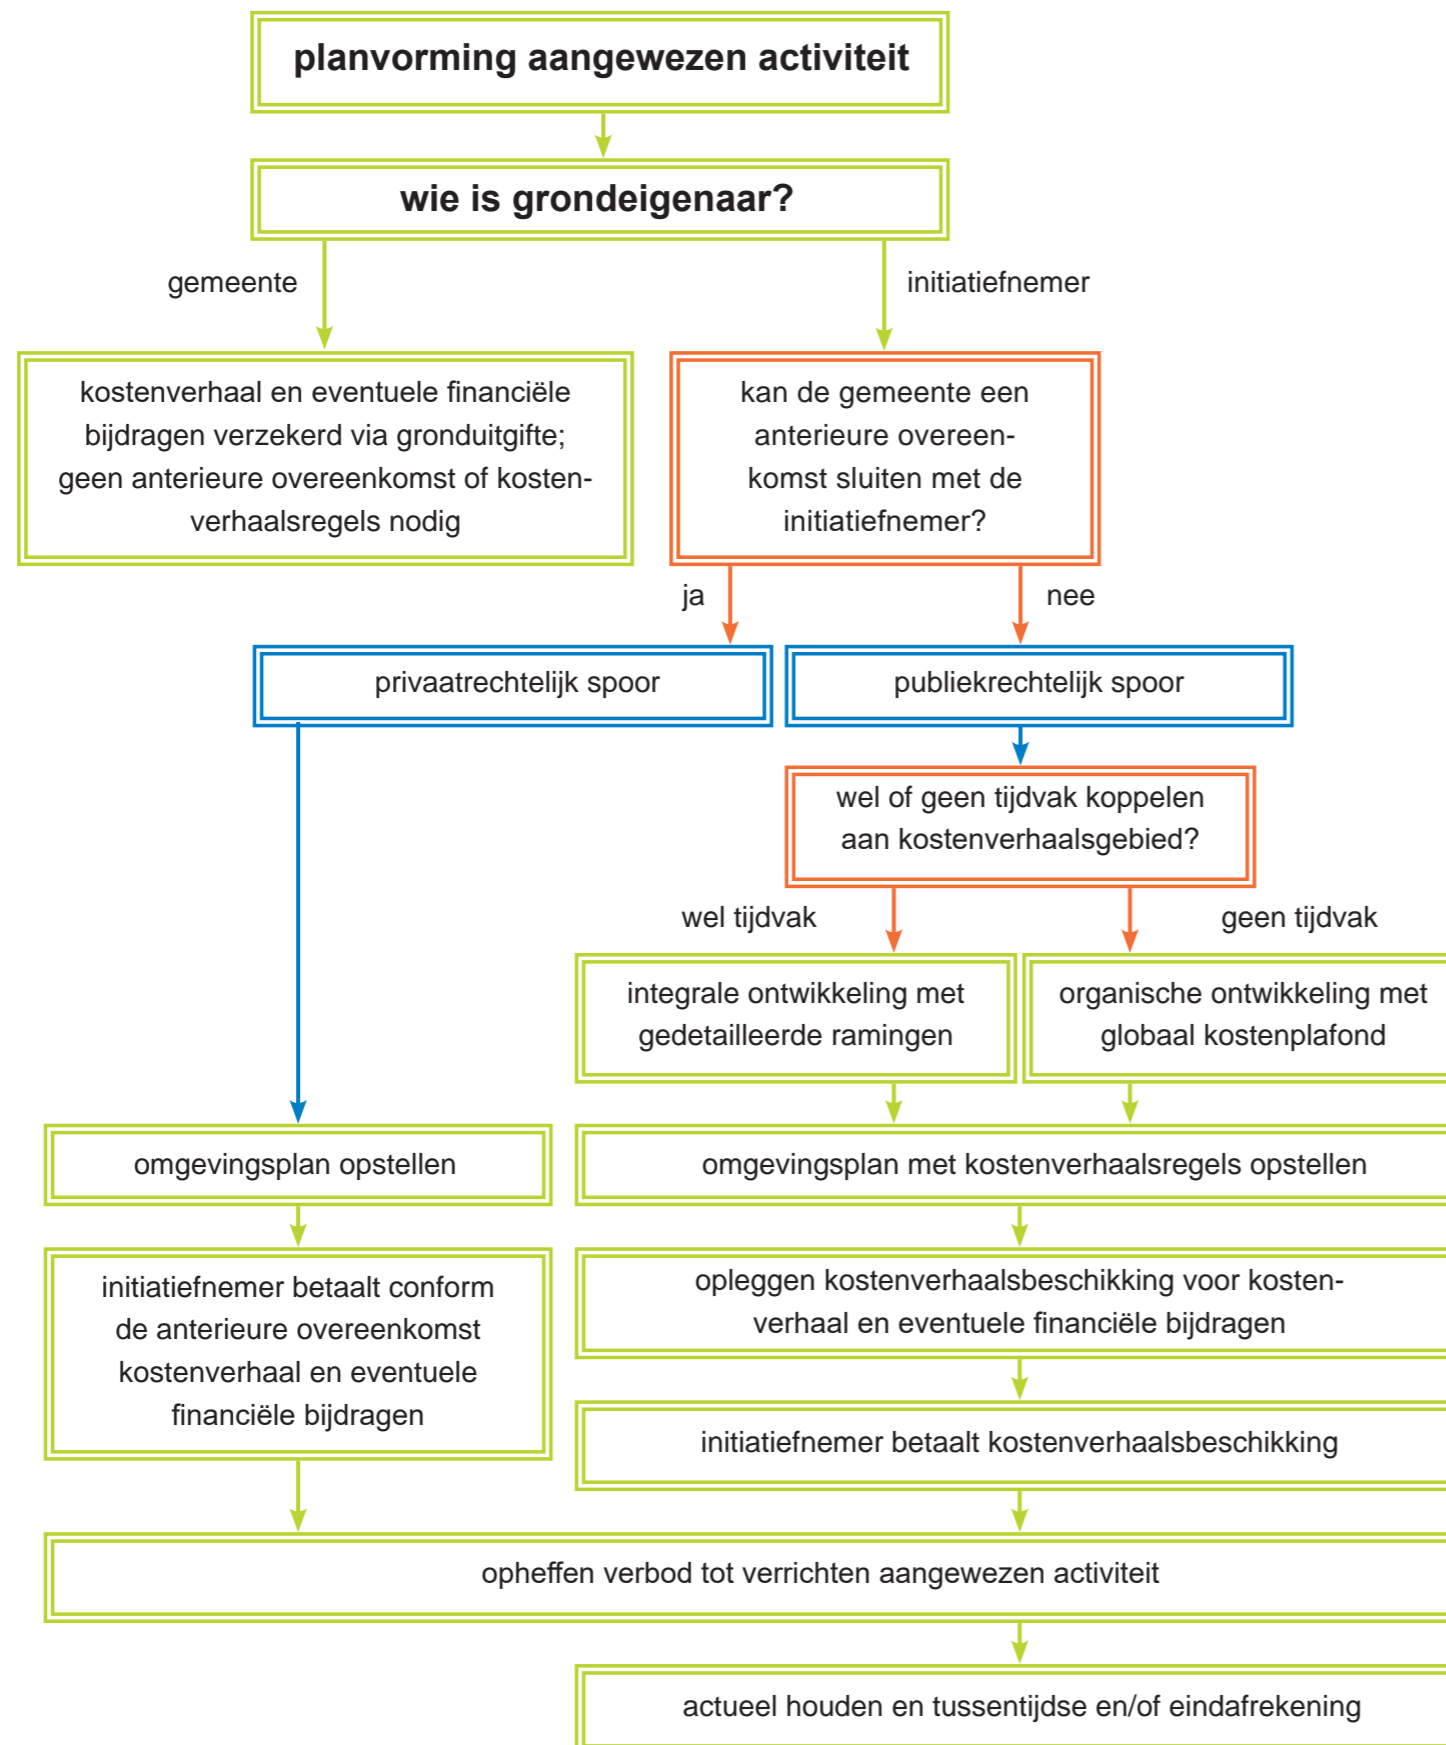 planvorming aangewezen activiteit
wie is grondeigenaar?
gemeente
initiatiefnemer
kostenverhaal en eventuele financiële
bijdragen verzekerd via gronduitgifte;
geen anterieure overeenkomst of kosten-
verhaalsregels nodig
kan de gemeente een
anterieure overeen-
komst sluiten met de
initiatiefnemer?
ja
nee
privaatrechtelijk spoor
publiekrechtelijk spoor
wel of geen tijdvak koppelen
aan kostenverhaalsgebied?
wel tijdvak
geen tijdvak
integrale ontwikkeling met
gedetailleerde ramingen
organische ontwikkeling met
globaal kostenplafond
omgevingsplan opstellen
omgevingsplan met kostenverhaalsregels opstellen
initiatiefnemer betaalt conform
de anterieure overeenkomst
kostenverhaal en eventuele
financiële bijdragen
opleggen kostenverhaalsbeschikking voor kosten-
verhaal en eventuele financiële bijdragen
initiatiefnemer betaalt kostenverhaalsbeschikking
opheffen verbod tot verrichten aangewezen activiteit
actueel houden en tussentijdse en/of eindafrekening